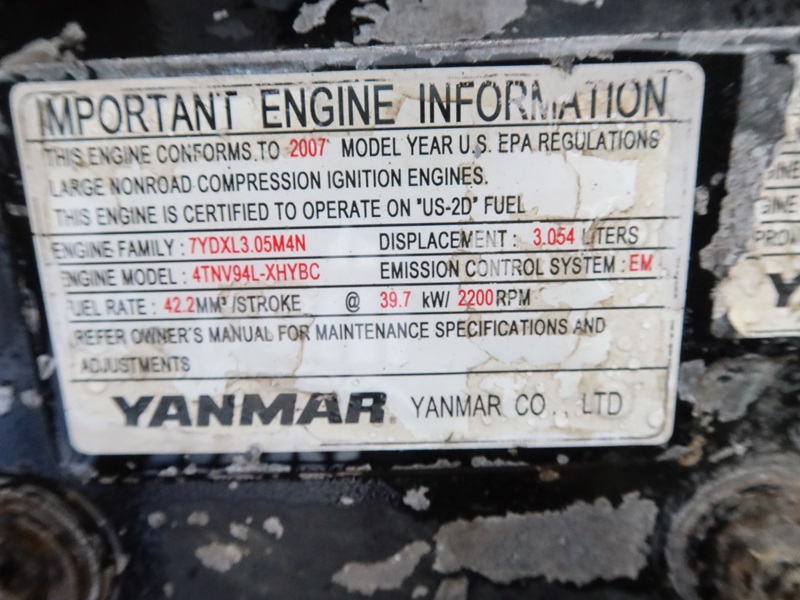 IMPORTANT ENGINE INFORMATION
THIS ENGINE CONFORMS TO 2007 MODEL YEAR U.S. EPA REGULATIONS
LARGE NONROAD COMPRESSION IGNITION ENGINES.
THIS ENGINE IS CERTIFIED TO OPERATE ON "US-2D" FUEL
ENGINE FAMILY : 7YDXL3.05M4N DISPLACEMENT : 3.054 LITERS
ENGINE MODEL : 4TNV94L-XHYBC EMISSION CONTROL SYSTEM : EM
FUEL RATE : 42.2MM³/STROKE @ 39.7 kW/ 2200RPM
REFER OWNER'S MANUAL FOR MAINTENANCE SPECIFICATIONS AND
ADJUSTMENTS
YANMAR YANMAR CO., LTD